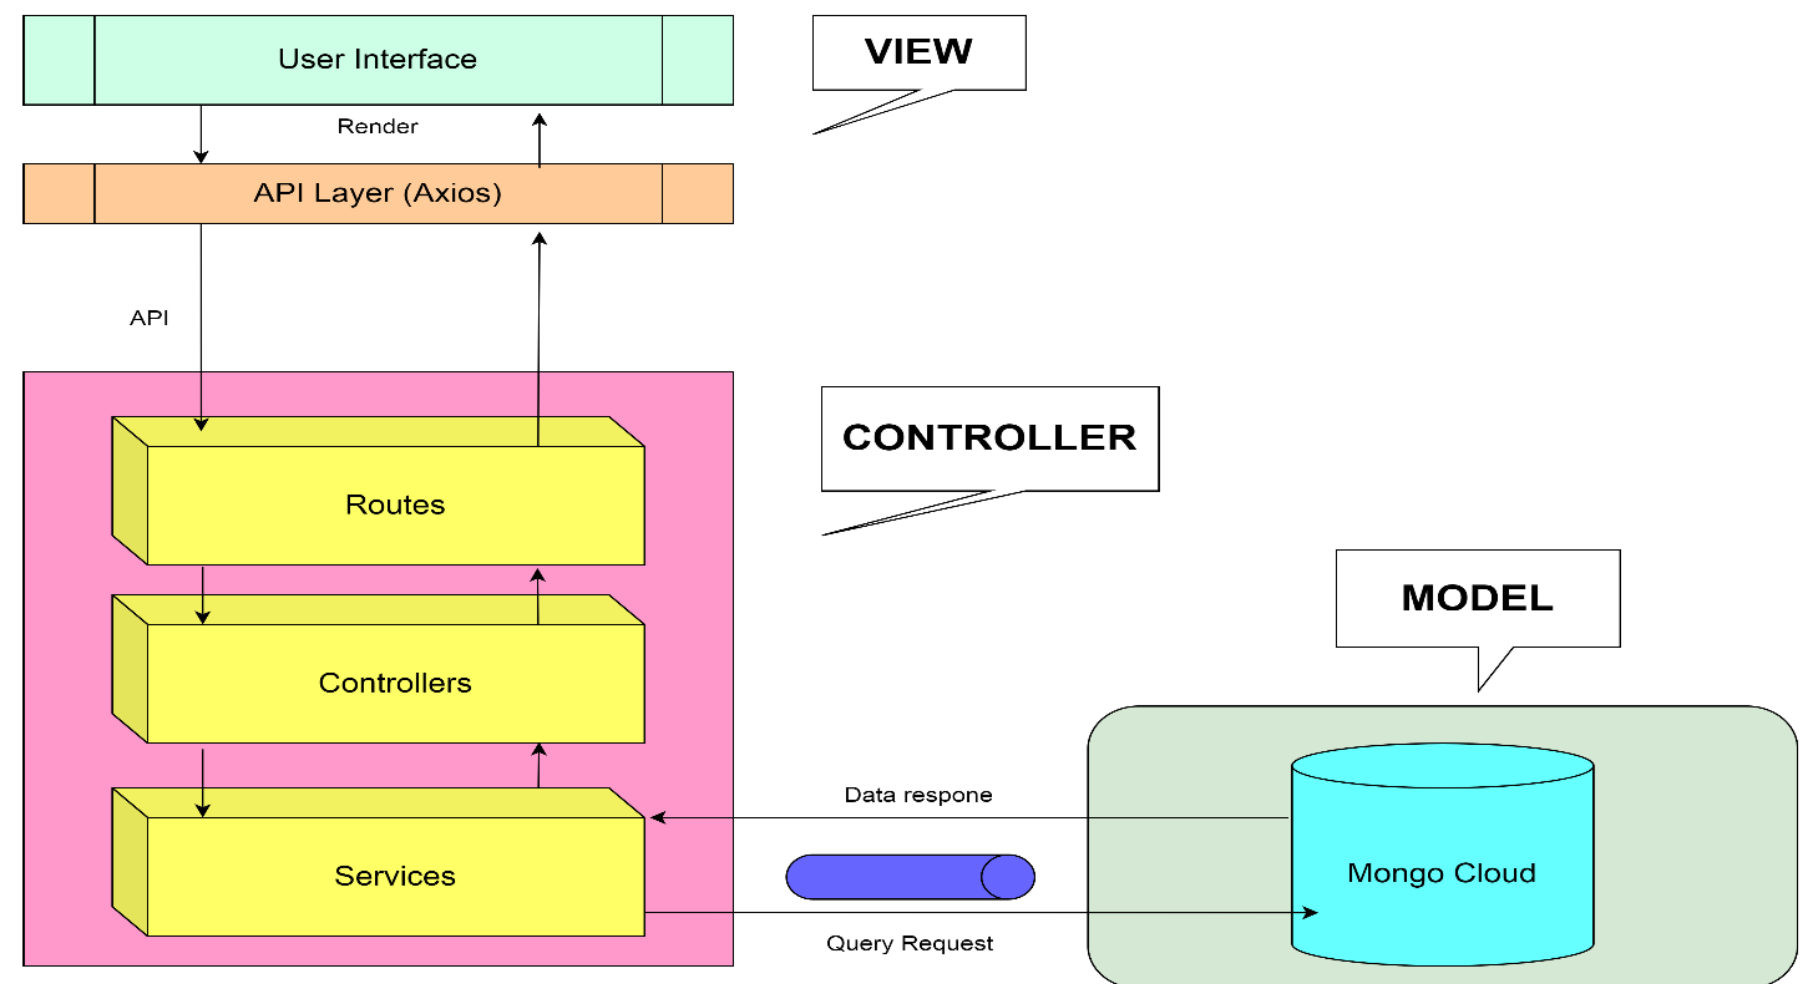 User Interface
VIEW
Render
API Layer (Axios)
API
CONTROLLER
Routes
MODEL
Controllers
Data respone
Services
Mongo Cloud
Query Request